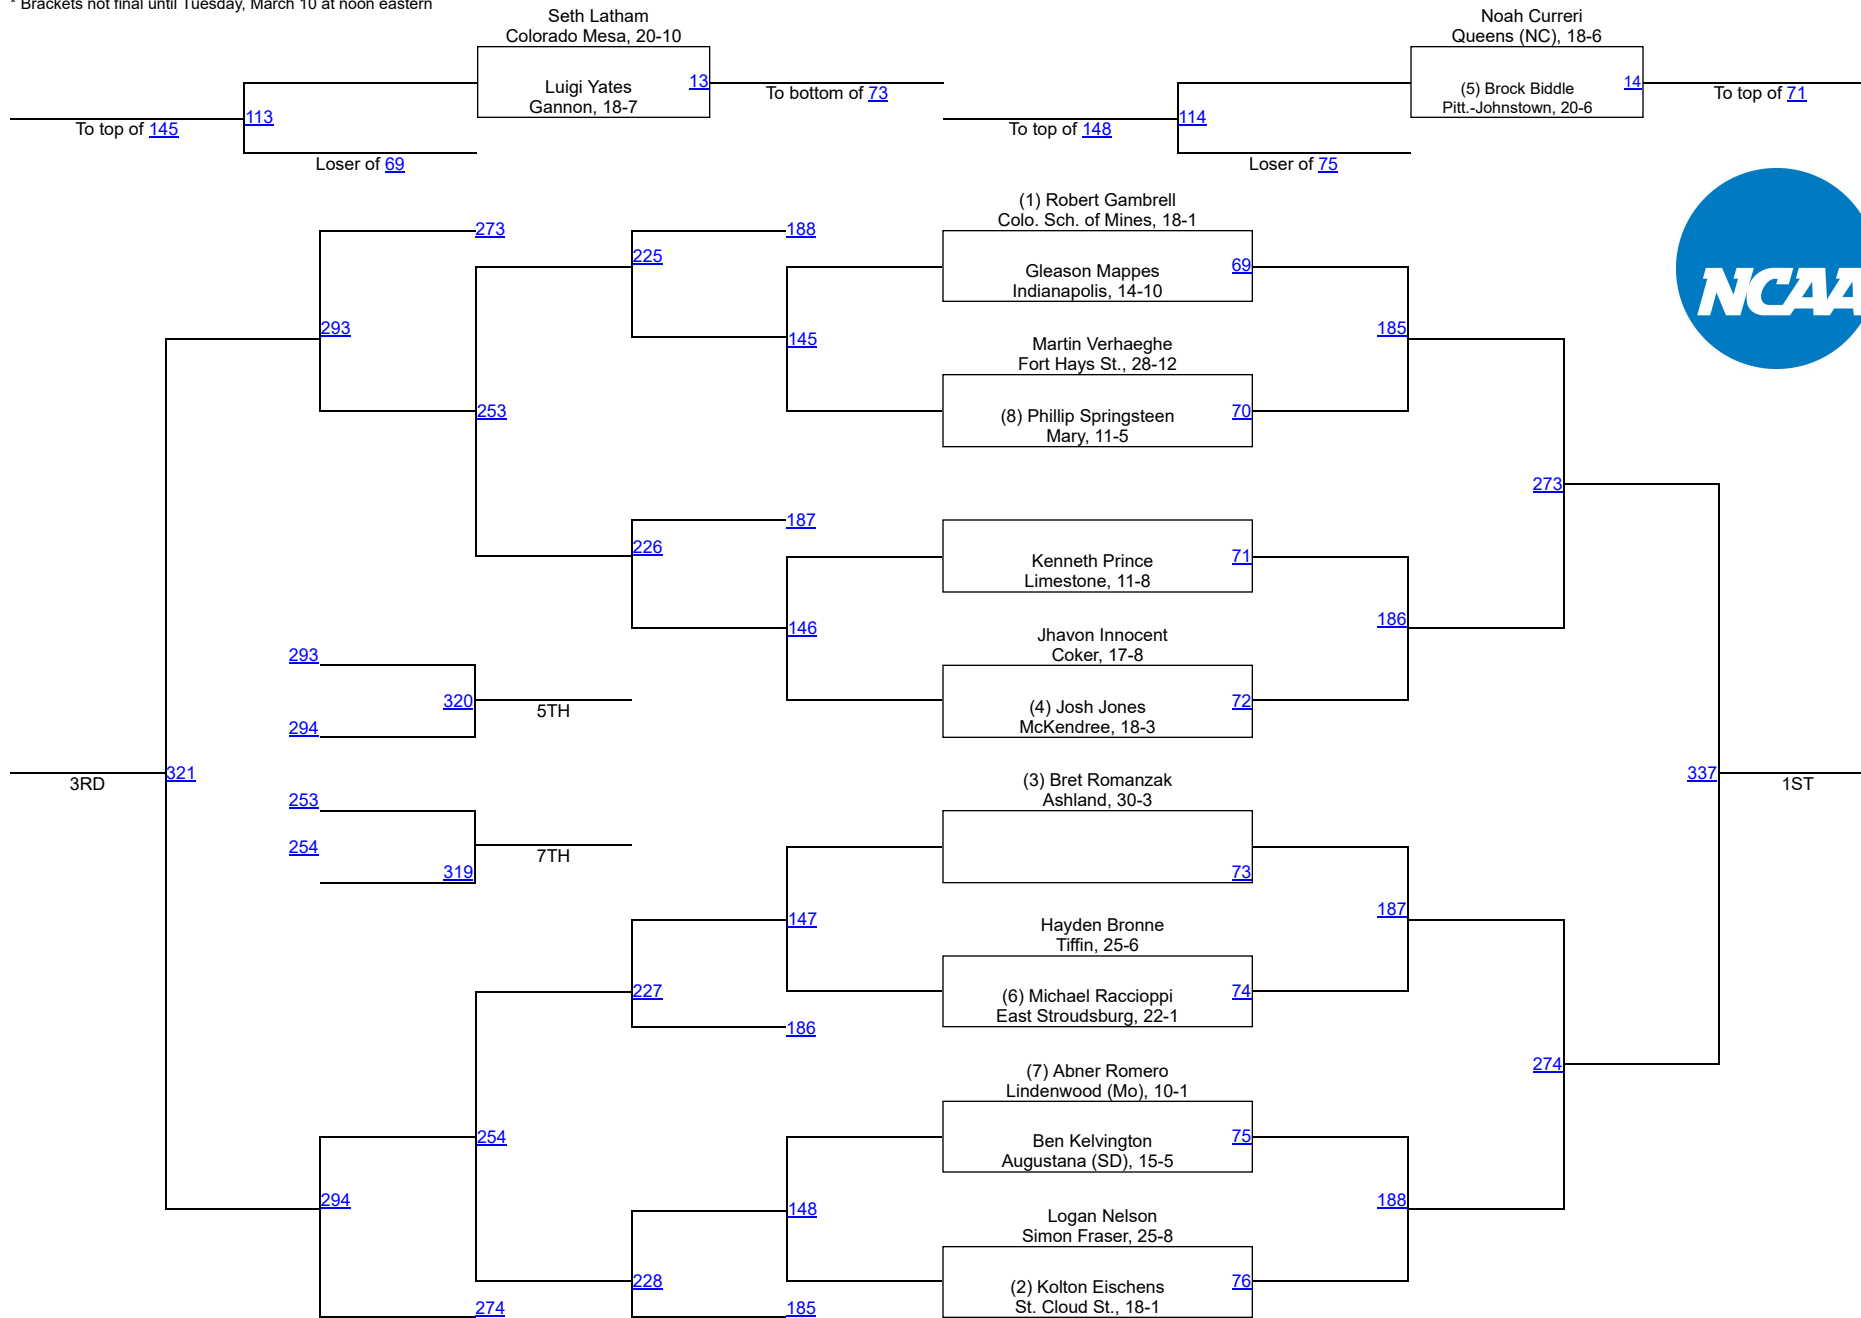 * Brackets not final until Tuesday, March 10 at noon eastern
Seth Latham
Colorado Mesa, 20-10
Luigi Yates
Gannon, 18-7
13
To bottom of 73
113
To top of 145
Loser of 69
Noah Curreri
Queens (NC), 18-6
(5) Brock Biddle
Pitt.-Johnstown, 20-6
14
To top of 71
114
To top of 148
Loser of 75
NCAA
(1) Robert Gambrell
Colo. Sch. of Mines, 18-1
Gleason Mappes
Indianapolis, 14-10
69
273
188
225
293
145
185
Martin Verhaeghe
Fort Hays St., 28-12
(8) Phillip Springsteen
Mary, 11-5
70
253
273
187
226
Kenneth Prince
Limestone, 11-8
71
146
186
Jhavon Innocent
Coker, 17-8
(4) Josh Jones
McKendree, 18-3
72
293
320
5TH
294
321
3RD
337
1ST
253
254
319
7TH
(3) Bret Romanzak
Ashland, 30-3
73
147
187
Hayden Bronne
Tiffin, 25-6
(6) Michael Raccioppi
East Stroudsburg, 22-1
74
227
186
274
(7) Abner Romero
Lindenwood (Mo), 10-1
Ben Kelvington
Augustana (SD), 15-5
75
254
294
148
188
Logan Nelson
Simon Fraser, 25-8
(2) Kolton Eischens
St. Cloud St., 18-1
76
228
274
185